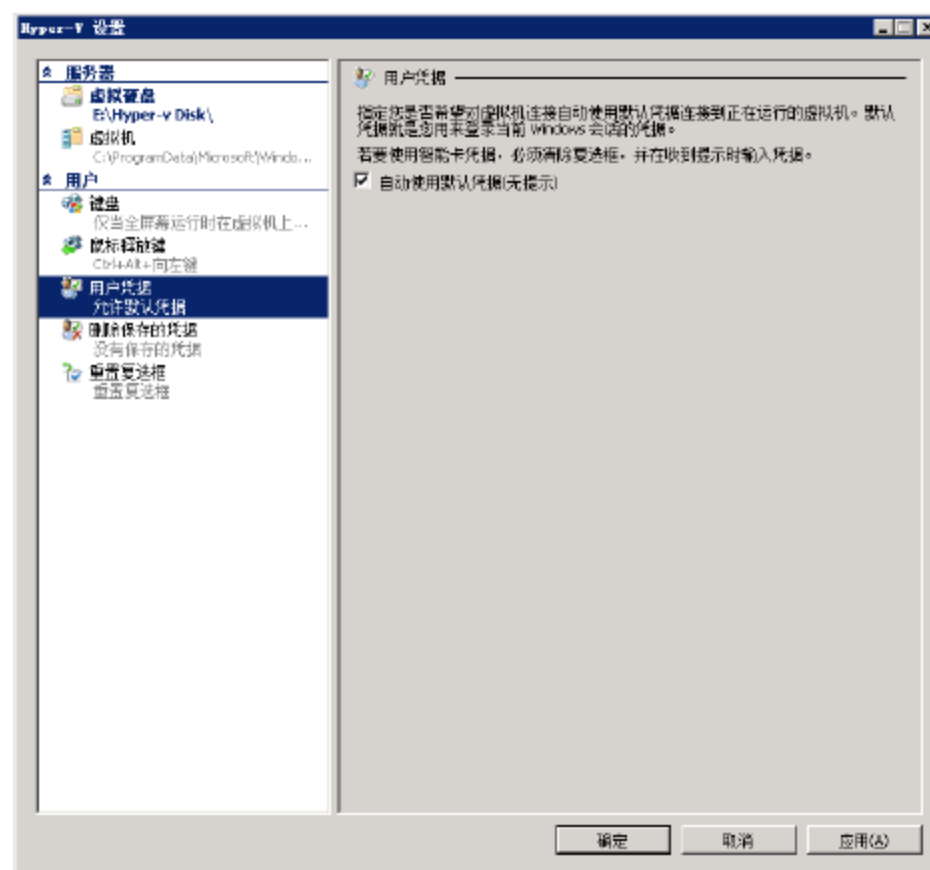 Hyper-V 设置
服务器
虚拟硬盘
E:\Hyper-v Disk\
虚拟机
C:\ProgramData\Microsoft\Windo...
用户
键盘
仅当全屏幕运行时在虚拟机上...
鼠标释放键
Ctrl+Alt+向左键
用户凭据
允许默认凭据
删除保存的凭据
没有保存的凭据
重置复选框
重置复选框
用户凭据
指定您是否希望对虚拟机连接自动使用默认凭据连接到正在运行的虚拟机。默认
凭据就是您用来登录当前 Windows 会话的凭据。
若要使用智能卡凭据，必须清除复选框，并在收到提示时输入凭据。
自动使用默认凭据(无提示)
确定
取消
应用(A)